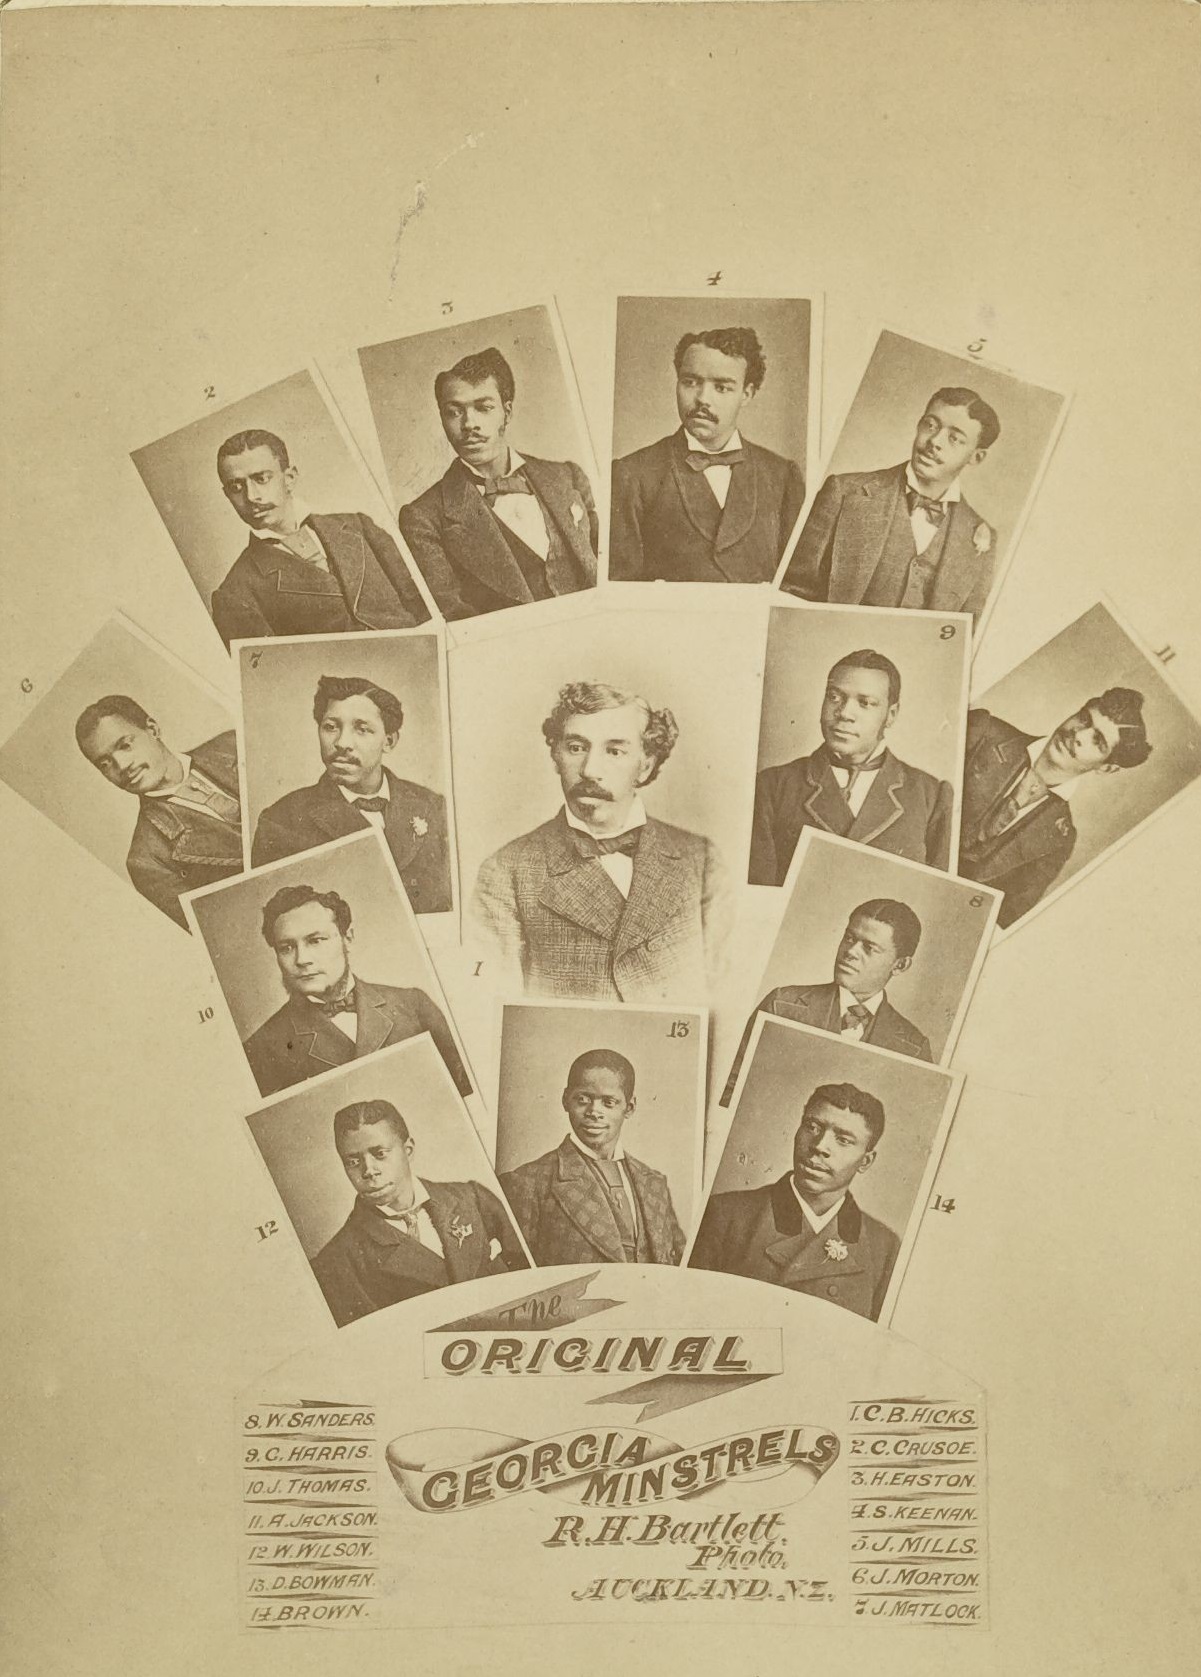 4
3
5
2
11
6
7
9
8
1
10
13
12
14
The
ORIGINAL
GEORGIA
MINSTRELS
R. H. Bartlett.
Photo.
AUCKLAND. N.Z.
8. W. SANDERS.
9. C. HARRIS.
10. J. THOMAS.
11. A. JACKSON.
12. W. WILSON.
13. D. BOWMAN.
14. BROWN.
1. C. B. HICKS.
2. C. CRUSOE.
3. H. EASTON.
4. S. KEENAN.
5. J. MILLS.
6. J. MORTON.
7. J. MATLOCK.